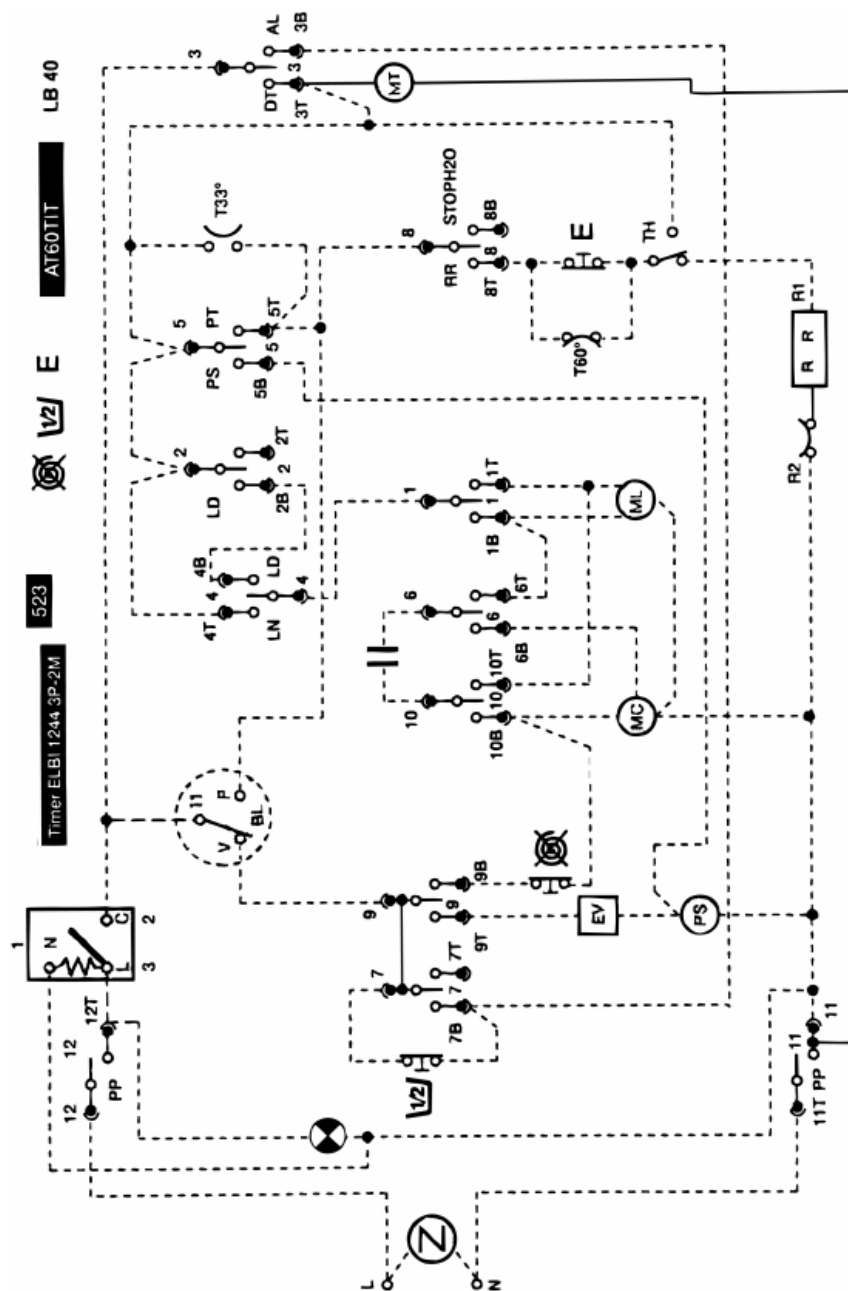 Timer ELBI 1244 3P-2M
523
1/2
E
AT60TIT
LB 40
1
N
C
L
3
2
12T
12
12
PP
11
V
P
BL
4T
4
4B
LN
LD
4
2
LD
2B
2
2T
5
PS
PT
5B
5
5T
T33°
3
DT
AL
3T
3
3B
MT
8
RR
STOPH2O
8T
8
8B
E
T60°
TH
10
10B
10
10T
6
6B
6
6T
1
1B
1
1T
MC
ML
7
9
1/2
7B
7
7T
9T
9
9B
EV
PS
R2
R R
R1
L
N
Z
11T
PP
11
11